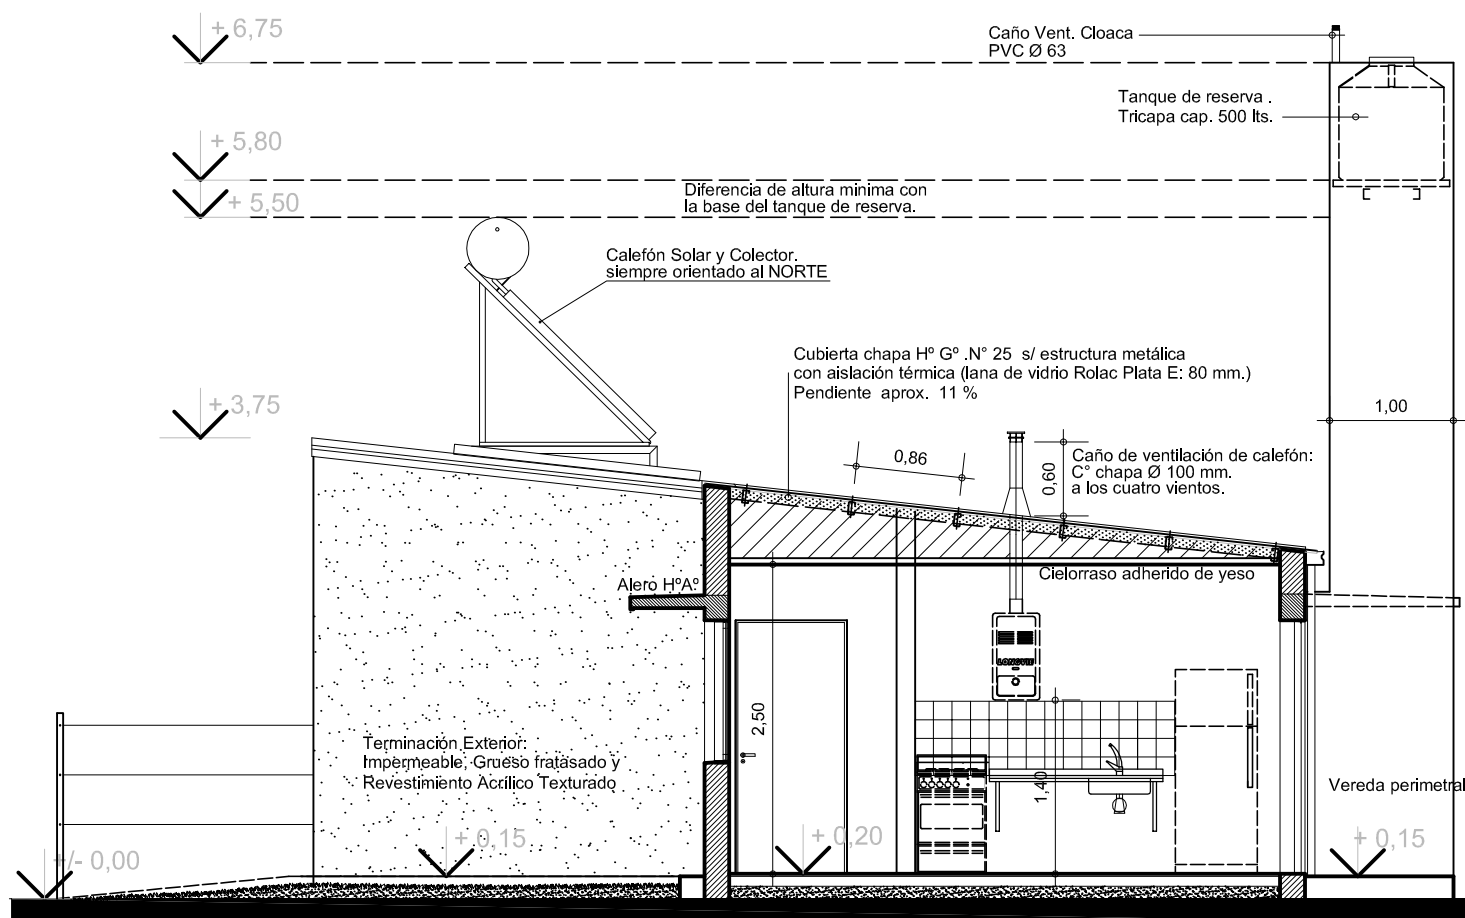 + 6,75
Caño Vent. Cloaca
PVC Ø 63
Tanque de reserva .
Tricapa cap. 500 lts.
+ 5,80
Diferencia de altura minima con
la base del tanque de reserva.
+ 5,50
Calefón Solar y Colector.
siempre orientado al NORTE
Cubierta chapa Hº Gº .N° 25 s/ estructura metálica
con aislación térmica (lana de vidrio Rolac Plata E: 80 mm.)
Pendiente aprox. 11 %
+ 3,75
1,00
0,86
0,60
Caño de ventilación de calefón:
C° chapa Ø 100 mm.
a los cuatro vientos.
Cielorraso adherido de yeso
Alero HºAº
LONGVIE
2,50
Terminación Exterior:
Impermeable, Grueso fratasado y
Revestimiento Acrílico Texturado
1,40
Vereda perimetral
+/- 0,00
+ 0,15
+ 0,20
+ 0,15